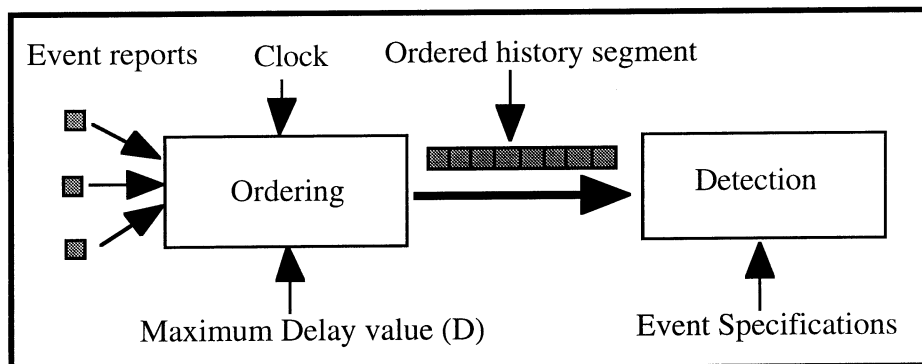 Event reports
Clock
Ordered history segment
Ordering
Detection
Maximum Delay value (D)
Event Specifications